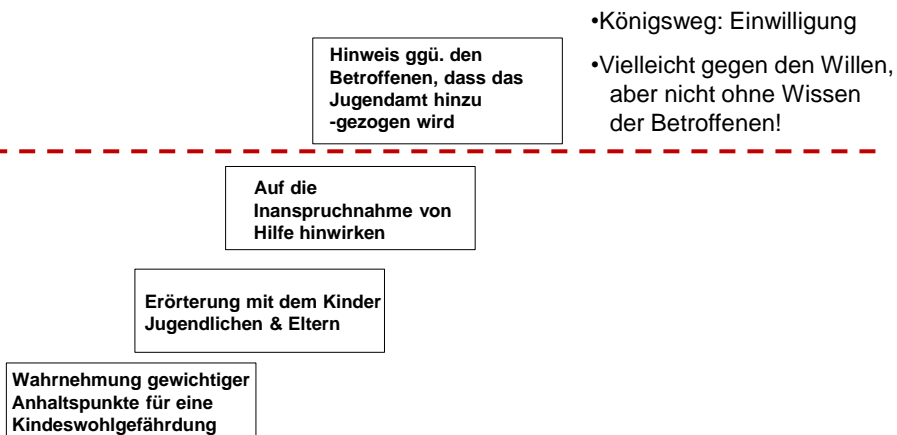 •Königsweg: Einwilligung
Hinweis ggü. den
Betroffenen, dass das
Jugendamt hinzu
-gezogen wird
•Vielleicht gegen den Willen,
aber nicht ohne Wissen
der Betroffenen!
Auf die
Inanspruchnahme von
Hilfe hinwirken
Erörterung mit dem Kinder
Jugendlichen & Eltern
Wahrnehmung gewichtiger
Anhaltspunkte für eine
Kindeswohlgefährdung